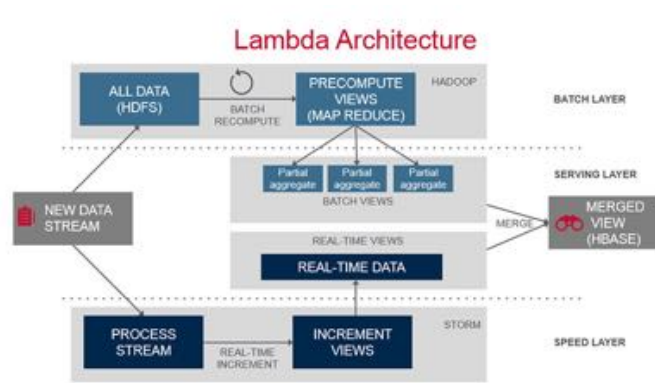 Lambda Architecture
ALL DATA
(HDFS)
BATCH
RECOMPUTE
PRECOMPUTE
VIEWS
(MAP REDUCE)
HADOOP
BATCH LAYER
Partial
aggregate
Partial
aggregate
Partial
aggregate
BATCH VIEWS
SERVING LAYER
NEW DATA
STREAM
MERGE
MERGED
VIEW
(HBASE)
REAL-TIME VIEWS
REAL-TIME DATA
PROCESS
STREAM
REAL-TIME
INCREMENT
INCREMENT
VIEWS
STORM
SPEED LAYER